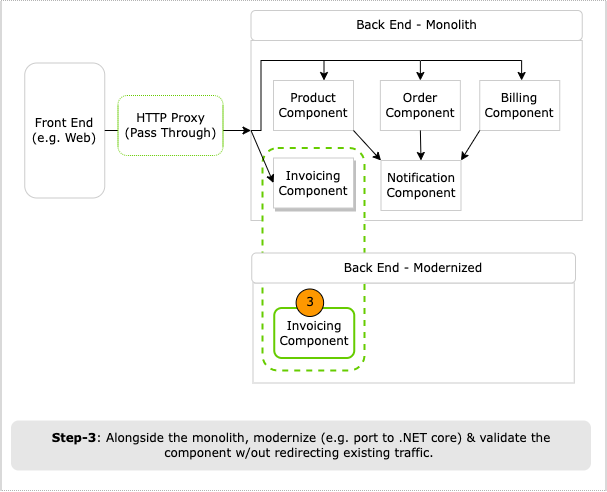 Back End - Monolith
Front End
(e.g. Web)
HTTP Proxy
(Pass Through)
Product
Component
Order
Component
Billing
Component
Invoicing
Component
Notification
Component
Back End - Modernized
3
Invoicing
Component
Step-3: Alongside the monolith, modernize (e.g. port to .NET core) & validate the
component w/out redirecting existing traffic.